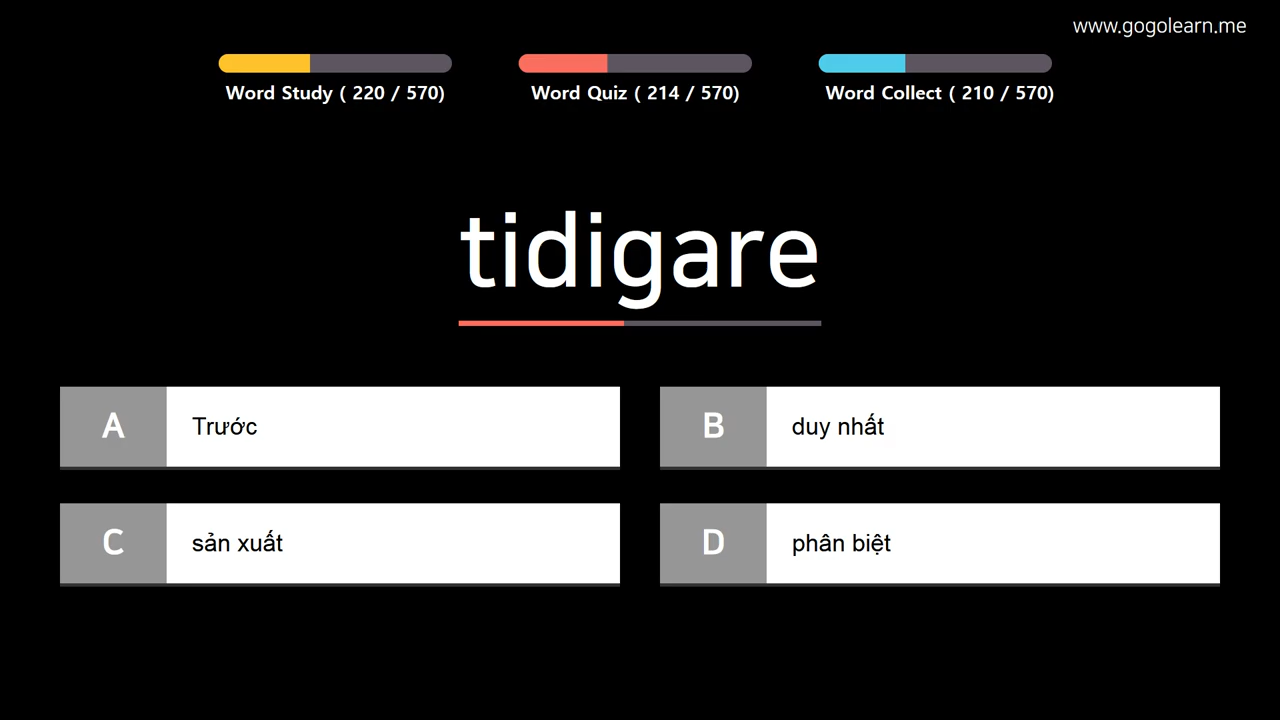 www.gogolearn.me
Word Study ( 220 / 570)
Word Quiz ( 214 / 570)
Word Collect ( 210 / 570)
tidigare
A Trước
B duy nhất
C sản xuất
D phân biệt